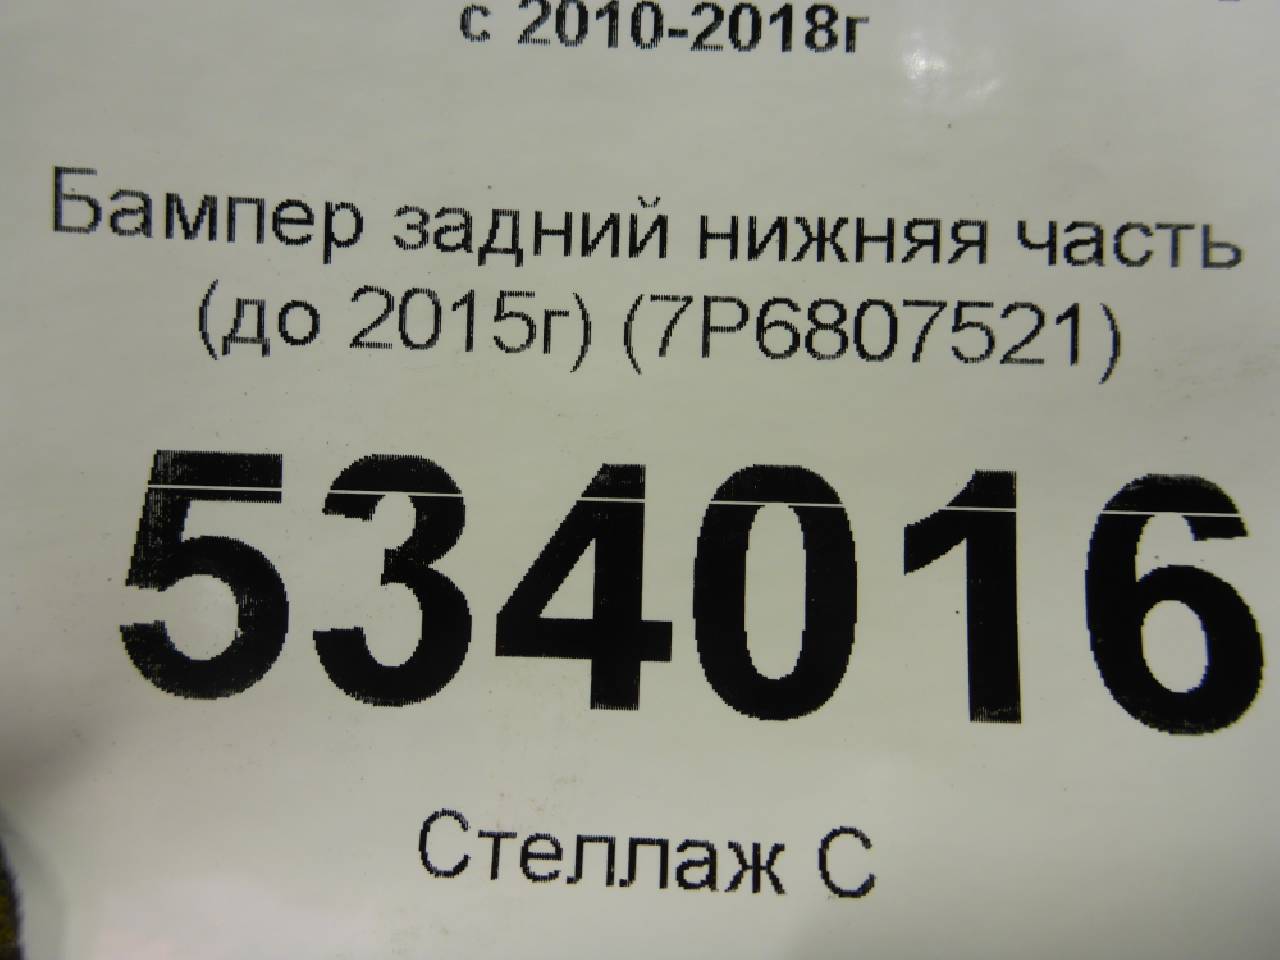 с 2010-2018г
Бампер задний нижняя часть
(до 2015г) (7P6807521)
534016
Стеллаж С